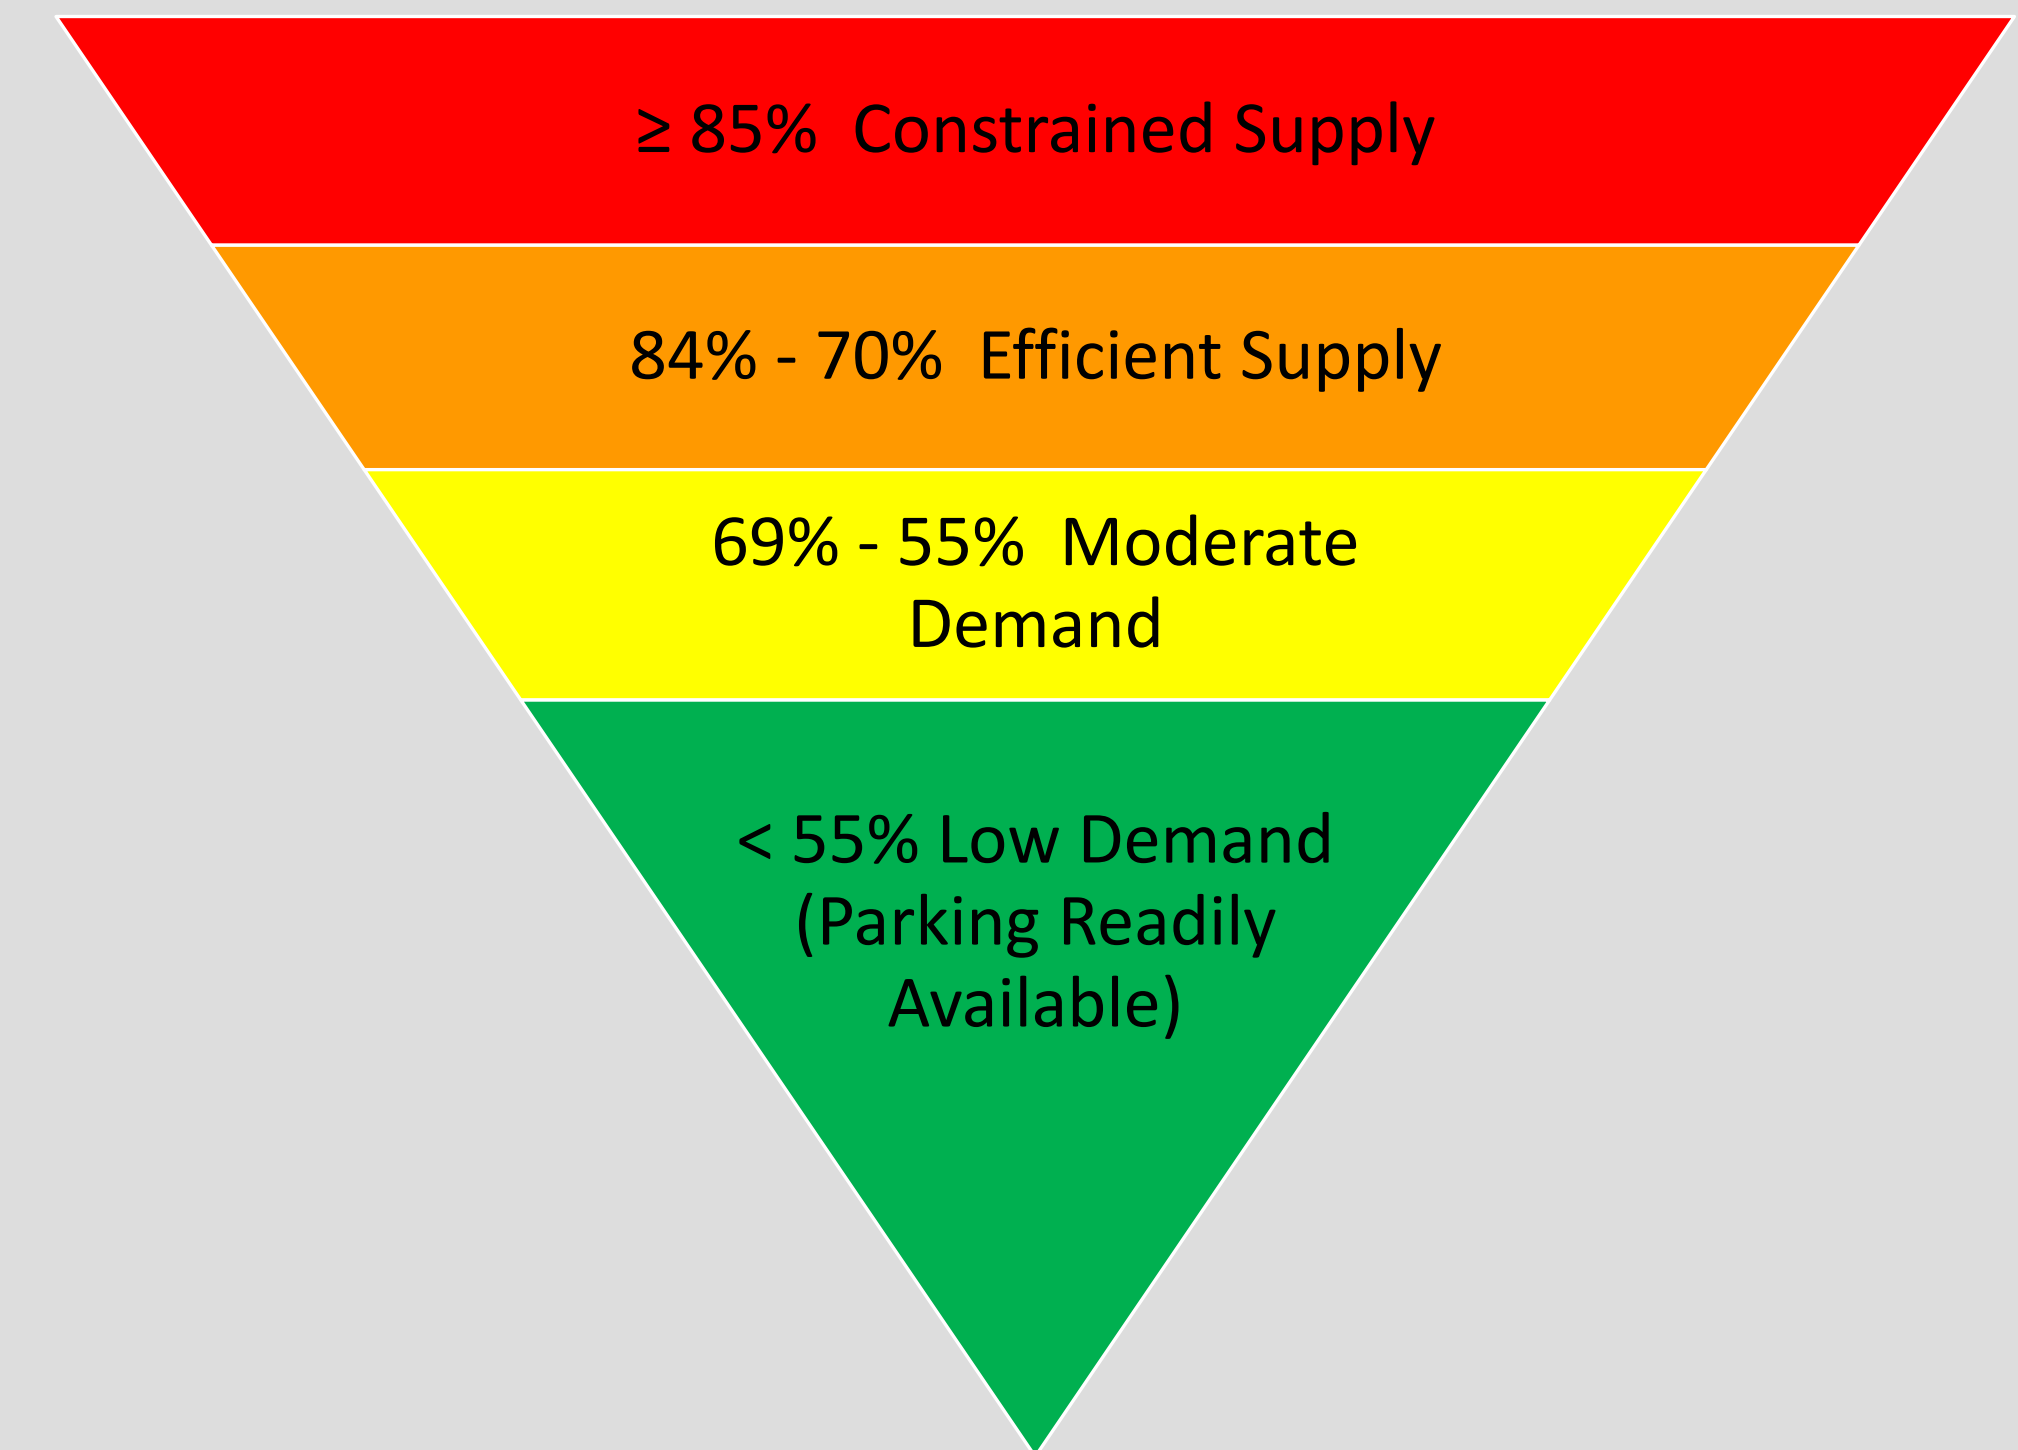 ≥ 85%  Constrained Supply
84% - 70%  Efficient Supply
69% - 55%  Moderate
Demand
< 55% Low Demand
(Parking Readily
Available)